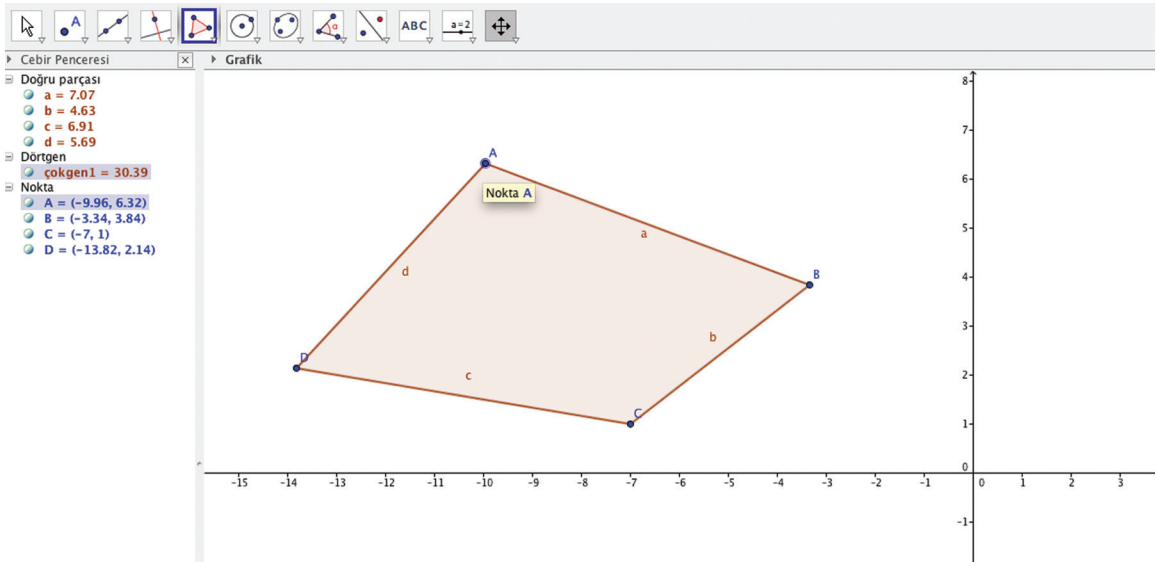 A
α
ABC
a=2
Cebir Penceresi
Grafik
Doğru parçası
a = 7.07
b = 4.63
c = 6.91
d = 5.69
Dörtgen
çokgen1 = 30.39
Nokta
A = (-9.96, 6.32)
B = (-3.34, 3.84)
C = (-7, 1)
D = (-13.82, 2.14)
A
Nokta A
a
B
d
b
D
c
C
8
7
6
5
4
3
2
1
0
-1
-15 -14 -13 -12 -11 -10 -9 -8 -7 -6 -5 -4 -3 -2 -1 0 1 2 3